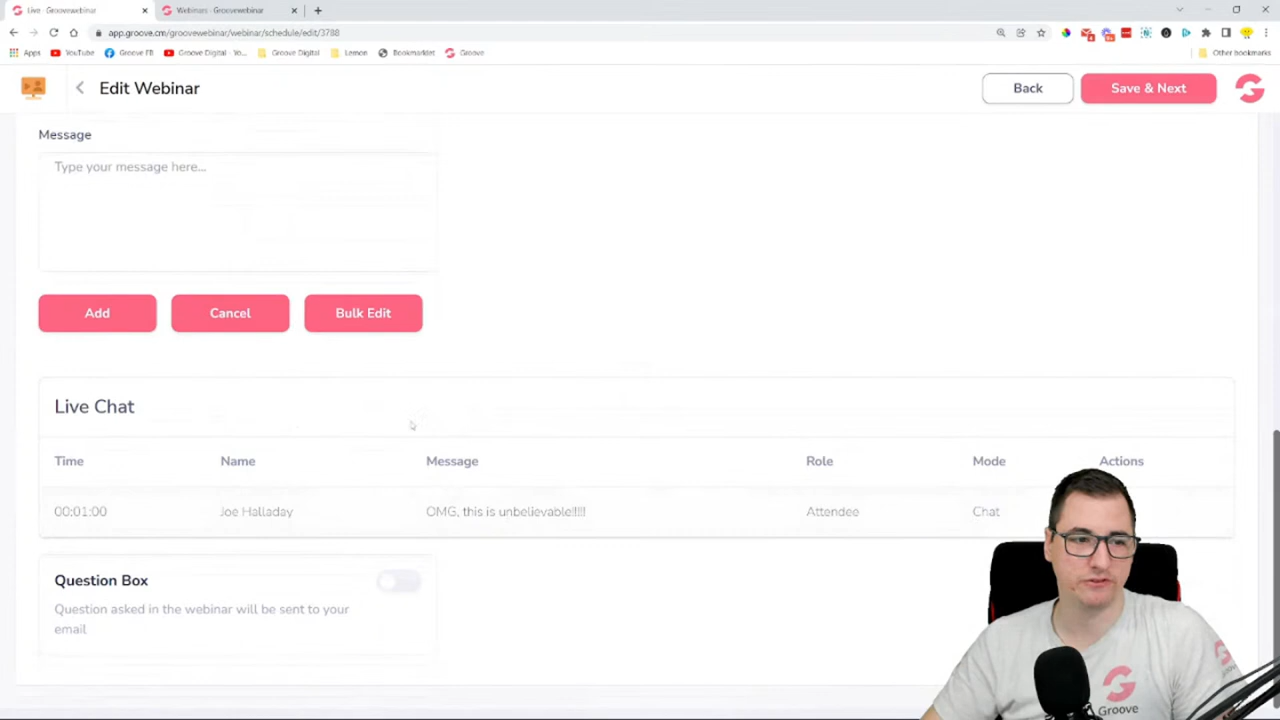 Live - Groovewebinar
Webinars - Groovewebinar
app.groove.cm/groovewebinar/webinar/schedule/edit/3788
Apps YouTube Groove FB Groove Digital - Yo... Groove Digital Lemon Bookmarklet Groove Other bookmarks
Edit Webinar
Back
Save & Next
Message
Type your message here...
Add
Cancel
Bulk Edit
Live Chat
Time Name Message Role Mode Actions
00:01:00 Joe Halladay OMG, this is unbelievable!!!!! Attendee Chat
Question Box
Question asked in the webinar will be sent to your
email
Groove